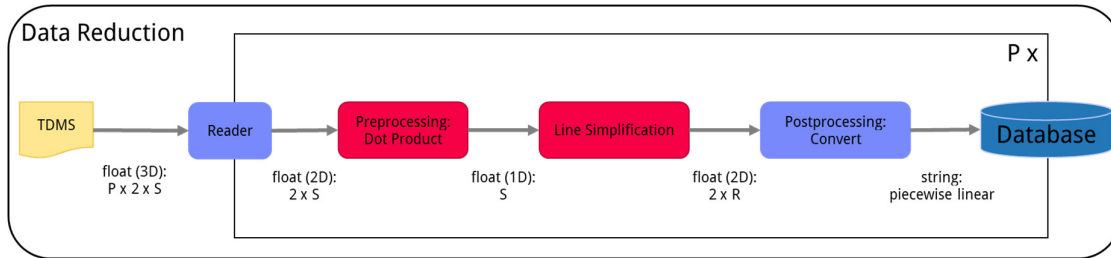 Data Reduction
P x
TDMS
Reader
Preprocessing:
Dot Product
Line Simplification
Postprocessing:
Convert
Database
float (3D):
P x 2 x S
float (2D):
2 x S
float (1D):
S
float (2D):
2 x R
string:
piecewise linear